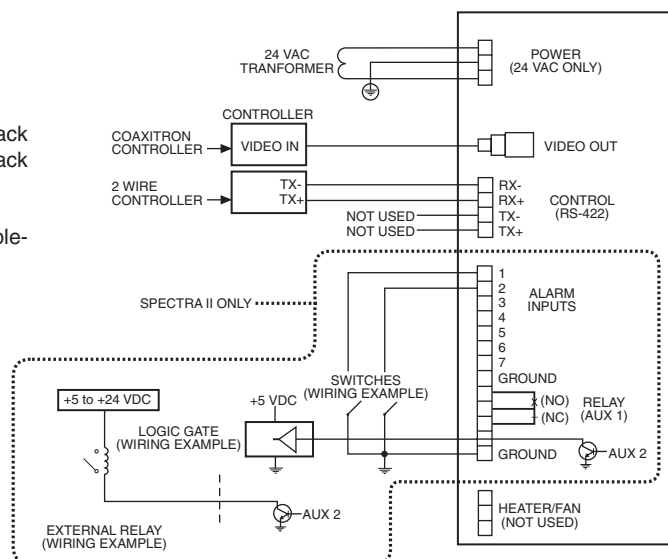 ack
ack
ble-
24 VAC
TRANFORMER
POWER
(24 VAC ONLY)
CONTROLLER
COAXITRON
CONTROLLER
VIDEO IN
VIDEO OUT
2 WIRE
CONTROLLER
TX-
TX+
NOT USED
NOT USED
RX-
RX+
TX-
TX+
CONTROL
(RS-422)
SPECTRA II ONLY
1
2
3
4
5
6
7
GROUND
ALARM
INPUTS
SWITCHES
(WIRING EXAMPLE)
(NO)
(NC)
RELAY
(AUX 1)
GROUND
AUX 2
+5 to +24 VDC
+5 VDC
LOGIC GATE
(WIRING EXAMPLE)
AUX 2
EXTERNAL RELAY
(WIRING EXAMPLE)
HEATER/FAN
(NOT USED)